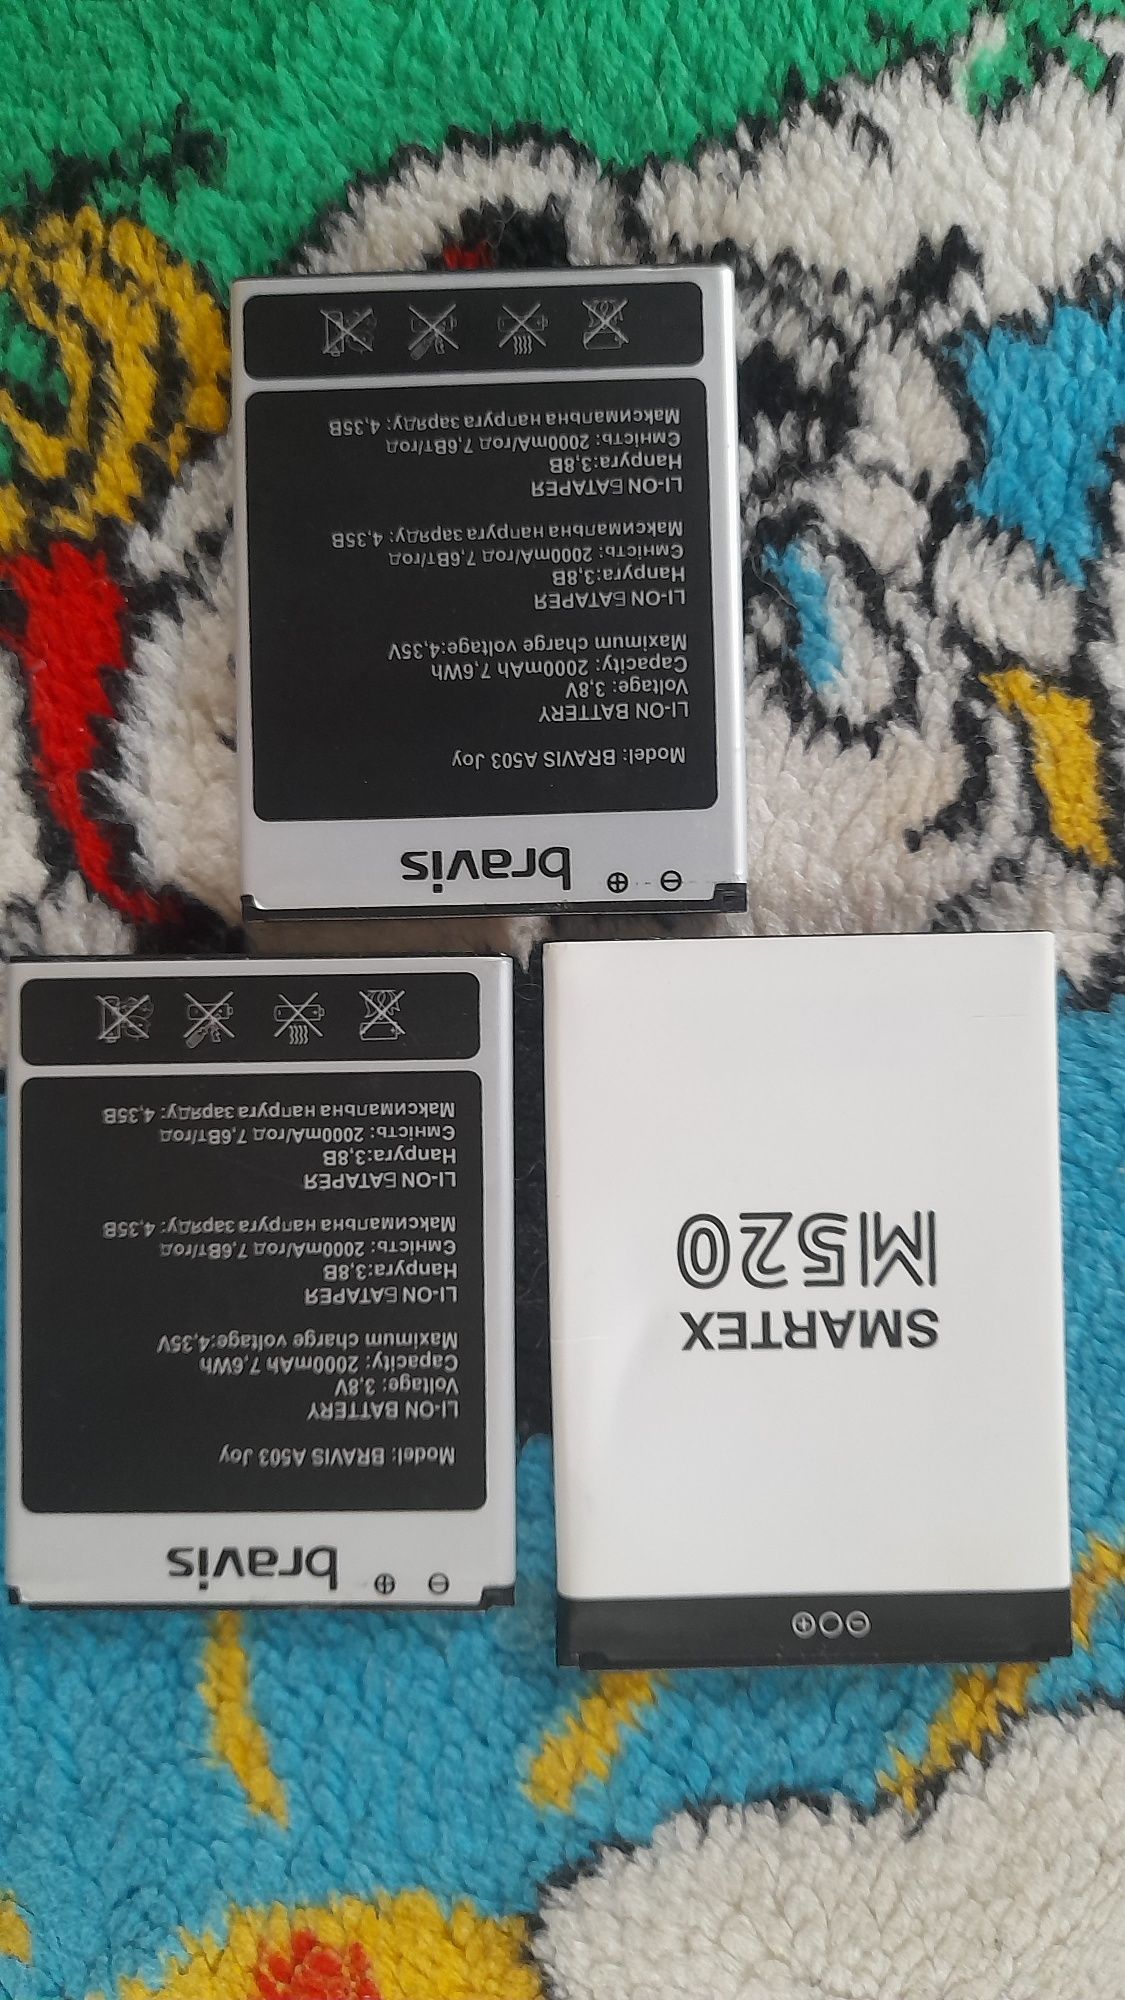 bravis
Model: BRAVIS A503 Joy
LI-ON BATTERY
Voltage: 3,8V
Capacity: 2000mAh 7,6Wh
Maximum charge voltage:4,35V
LI-ON БАТАРЕЯ
Напруга:3,8В
Ємність: 2000mА/год 7,6Вт/год
Максимальна напруга заряду: 4,35В
LI-ON БАТАРЕЯ
Напруга:3,8В
Ємність: 2000mА/год 7,6Вт/год
Максимальна напруга заряду: 4,35В
SMARTEX
M520
bravis
Model: BRAVIS A503 Joy
LI-ON BATTERY
Voltage: 3,8V
Capacity: 2000mAh 7,6Wh
Maximum charge voltage:4,35V
LI-ON БАТАРЕЯ
Напруга:3,8В
Ємність: 2000mА/год 7,6Вт/год
Максимальна напруга заряду: 4,35В
LI-ON БАТАРЕЯ
Напруга:3,8В
Ємність: 2000mА/год 7,6Вт/год
Максимальна напруга заряду: 4,35В